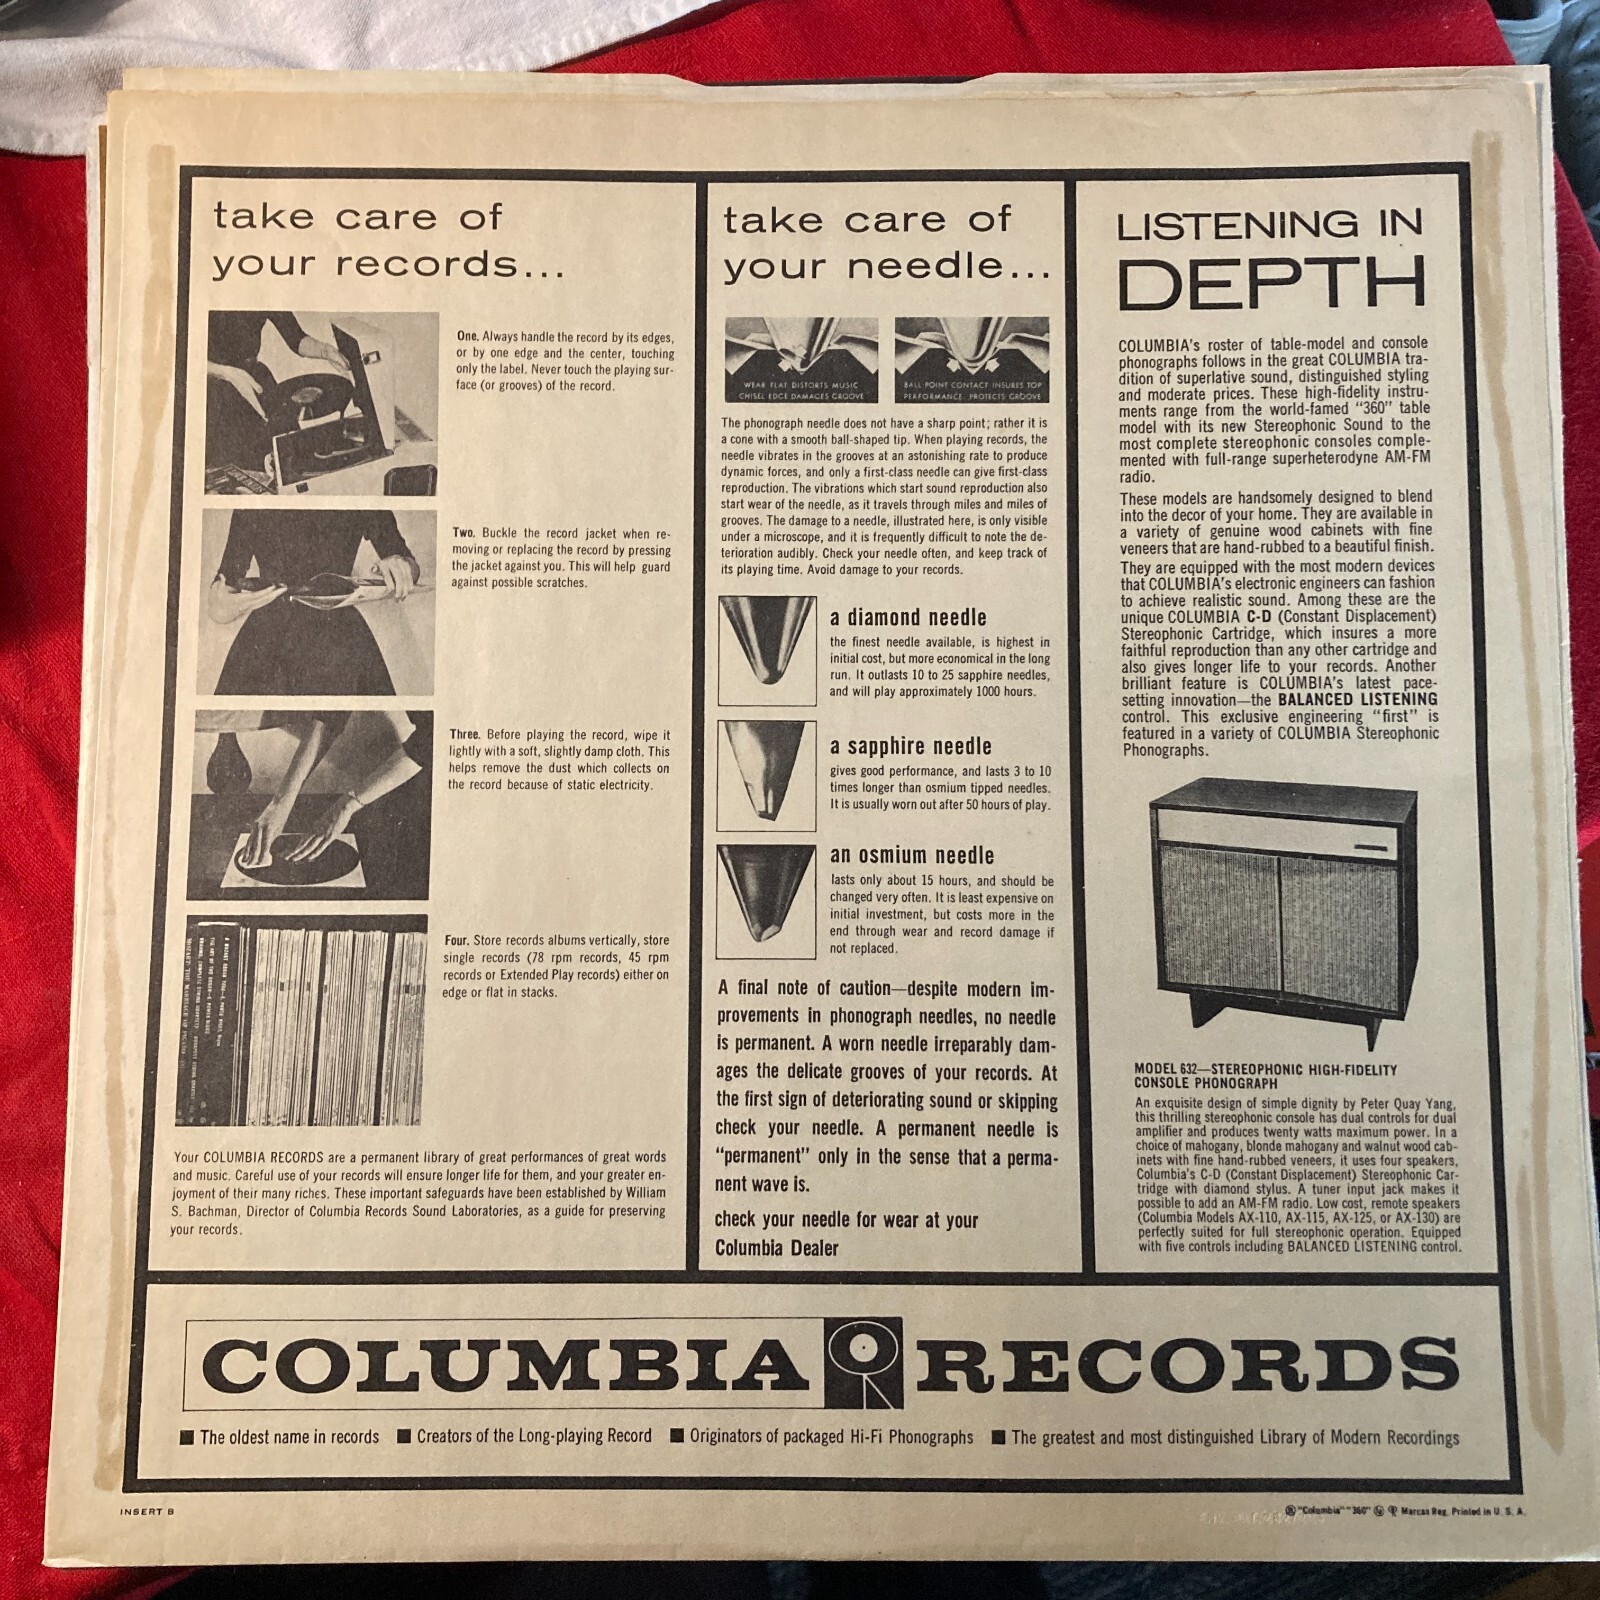 take care of
your records...
One. Always handle the record by its edges,
or by one edge and the center, touching
only the label. Never touch the playing sur-
face (or grooves) of the record.
Two. Buckle the record jacket when re-
moving or replacing the record by pressing
the jacket against you. This will help guard
against possible scratches.
Three. Before playing the record, wipe it
lightly with a soft, slightly damp cloth. This
helps remove the dust which collects on
the record because of static electricity.
Four. Store records albums vertically, store
single records (78 rpm records, 45 rpm
records or Extended Play records) either on
edge or flat in stacks.
Your COLUMBIA RECORDS are a permanent library of great performances of great words
and music. Careful use of your records will ensure longer life for them, and your greater en-
joyment of their many riches. These important safeguards have been established by William
S. Bachman, Director of Columbia Records Sound Laboratories, as a guide for preserving
your records.
take care of
your needle...
WEAR FLAT DISTORTS MUSIC
CHISEL EDGE DAMAGES GROOVE
BALL POINT CONTACT INSURES TOP
PERFORMANCE. PROTECTS GROOVE
The phonograph needle does not have a sharp point; rather it is
a cone with a smooth ball-shaped tip. When playing records, the
needle vibrates in the grooves at an astonishing rate to produce
dynamic forces, and only a first-class needle can give first-class
reproduction. The vibrations which start sound reproduction also
start wear of the needle, as it travels through miles and miles of
grooves. The damage to a needle, illustrated here, is only visible
under a microscope, and it is frequently difficult to note the de-
terioration audibly. Check your needle often, and keep track of
its playing time. Avoid damage to your records.
a diamond needle
the finest needle available, is highest in
initial cost, but more economical in the long
run. It outlasts 10 to 25 sapphire needles,
and will play approximately 1000 hours.
a sapphire needle
gives good performance, and lasts 3 to 10
times longer than osmium tipped needles.
It is usually worn out after 50 hours of play.
an osmium needle
lasts only about 15 hours, and should be
changed very often. It is least expensive on
initial investment, but costs more in the
end through wear and record damage if
not replaced.
A final note of caution—despite modern im-
provements in phonograph needles, no needle
is permanent. A worn needle irreparably dam-
ages the delicate grooves of your records. At
the first sign of deteriorating sound or skipping
check your needle. A permanent needle is
"permanent" only in the sense that a perma-
nent wave is.
check your needle for wear at your
Columbia Dealer
LISTENING IN
DEPTH
COLUMBIA's roster of table-model and console
phonographs follows in the great COLUMBIA tra-
dition of superlative sound, distinguished styling
and moderate prices. These high-fidelity instru-
ments range from the world-famed "360" table
model with its new Stereophonic Sound to the
most complete stereophonic consoles comple-
mented with full-range superheterodyne AM-FM
radio.
These models are handsomely designed to blend
into the decor of your home. They are available in
a variety of genuine wood cabinets with fine
veneers that are hand-rubbed to a beautiful finish.
They are equipped with the most modern devices
that COLUMBIA's electronic engineers can fashion
to achieve realistic sound. Among these are the
unique COLUMBIA C-D (Constant Displacement)
Stereophonic Cartridge, which insures a more
faithful reproduction than any other cartridge and
also gives longer life to your records. Another
brilliant feature is COLUMBIA's latest pace-
setting innovation—the BALANCED LISTENING
control. This exclusive engineering "first" is
featured in a variety of COLUMBIA Stereophonic
Phonographs.
MODEL 632—STEREOPHONIC HIGH-FIDELITY
CONSOLE PHONOGRAPH
An exquisite design of simple dignity by Peter Quay Yang,
this thrilling stereophonic console has dual controls for dual
amplifier and produces twenty watts maximum power. In a
choice of mahogany, blonde mahogany and walnut wood cab-
inets with fine hand-rubbed veneers, it uses four speakers,
Columbia's C-D (Constant Displacement) Stereophonic Car-
tridge with diamond stylus. A tuner input jack makes it
possible to add an AM-FM radio. Low cost, remote speakers
(Columbia Models AX-110, AX-115, AX-125, or AX-130) are
perfectly suited for full stereophonic operation. Equipped
with five controls including BALANCED LISTENING control.
COLUMBIA RECORDS
■ The oldest name in records ■ Creators of the Long-playing Record ■ Originators of packaged Hi-Fi Phonographs ■ The greatest and most distinguished Library of Modern Recordings
INSERT B
® "Columbia" "360" Marcas Reg. Printed in U. S. A.